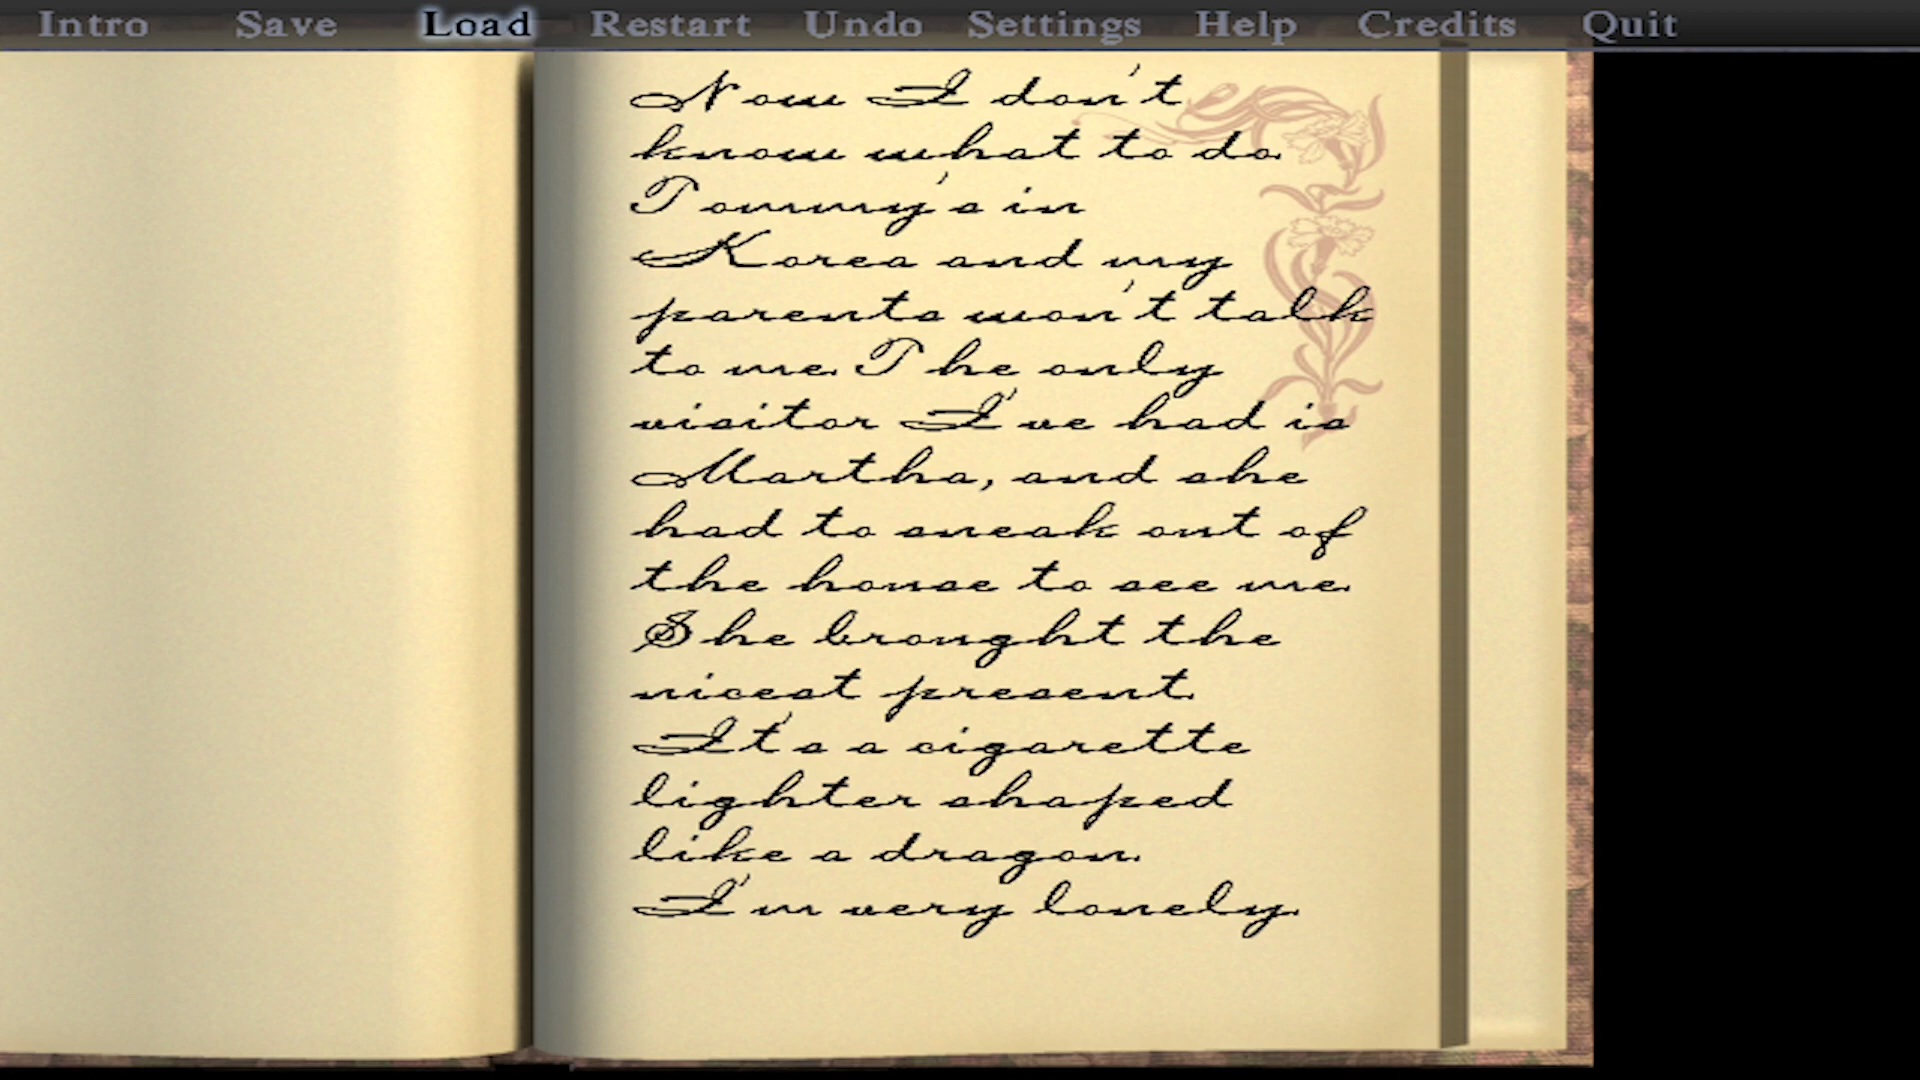 Intro Save Load Restart Undo Settings Help Credits Quit
Now I don't
know what to do.
Tommy's in
Korea and my
parents won't talk
to me. The only
visitor I've had is
Martha, and she
had to sneak out of
the house to see me.
She brought the
nicest present.
It's a cigarette
lighter shaped
like a dragon.
I'm very lonely.